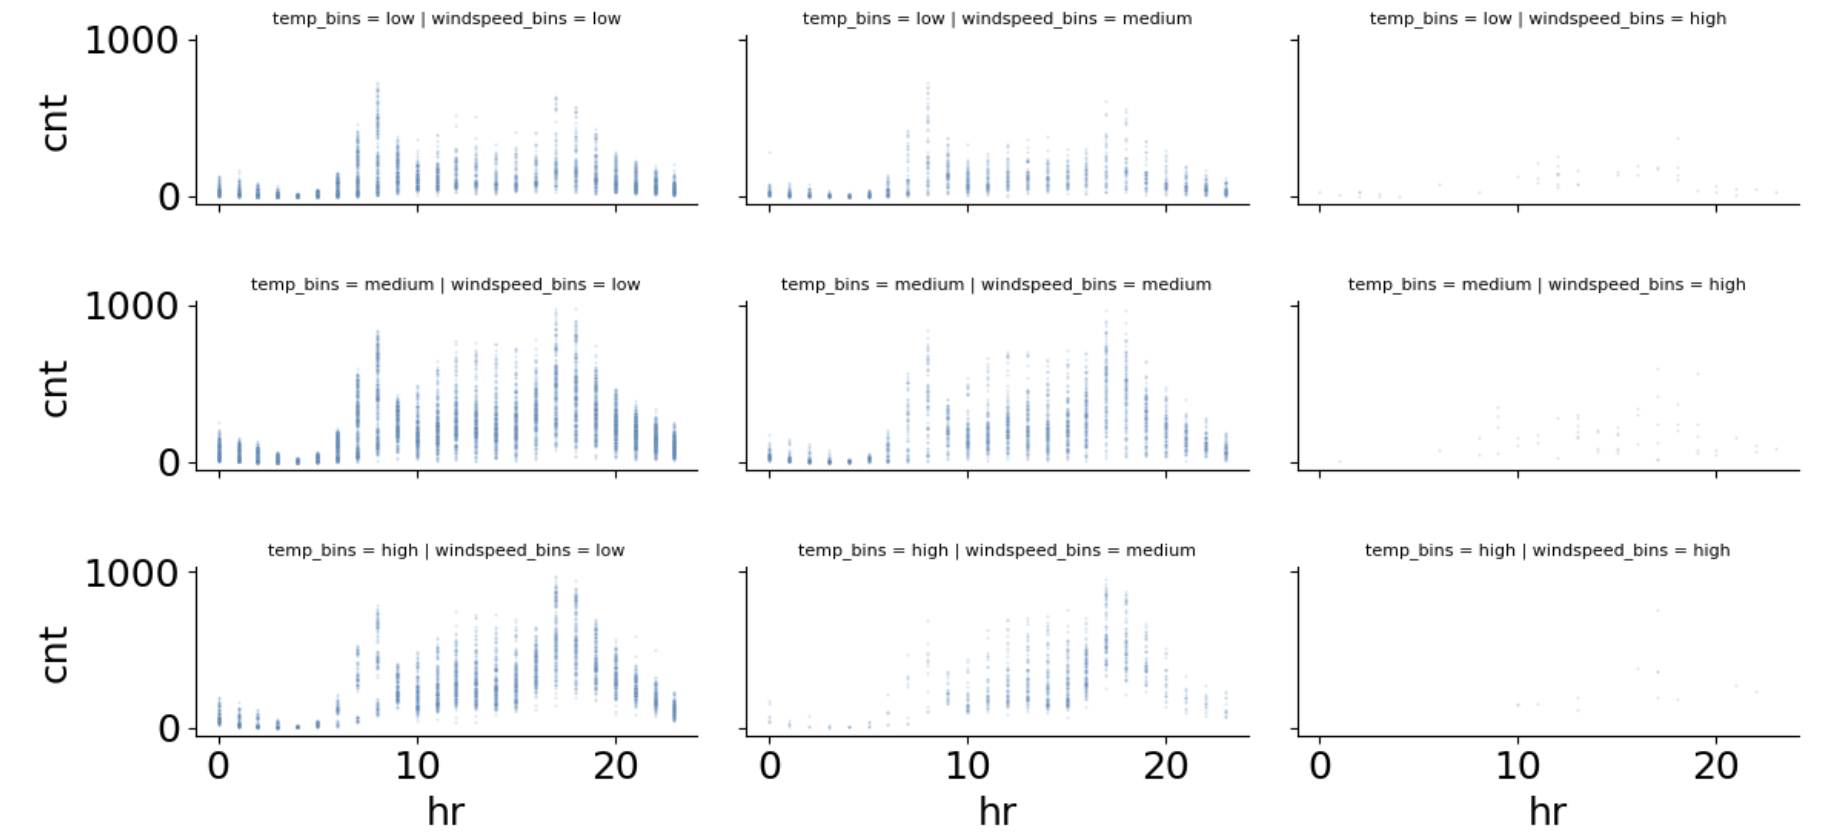 temp_bins = low | windspeed_bins = low
temp_bins = low | windspeed_bins = medium
temp_bins = low | windspeed_bins = high
1000
cnt
0
temp_bins = medium | windspeed_bins = low
temp_bins = medium | windspeed_bins = medium
temp_bins = medium | windspeed_bins = high
1000
cnt
0
temp_bins = high | windspeed_bins = low
temp_bins = high | windspeed_bins = medium
temp_bins = high | windspeed_bins = high
1000
cnt
0
0 10 20 0 10 20 0 10 20
hr hr hr